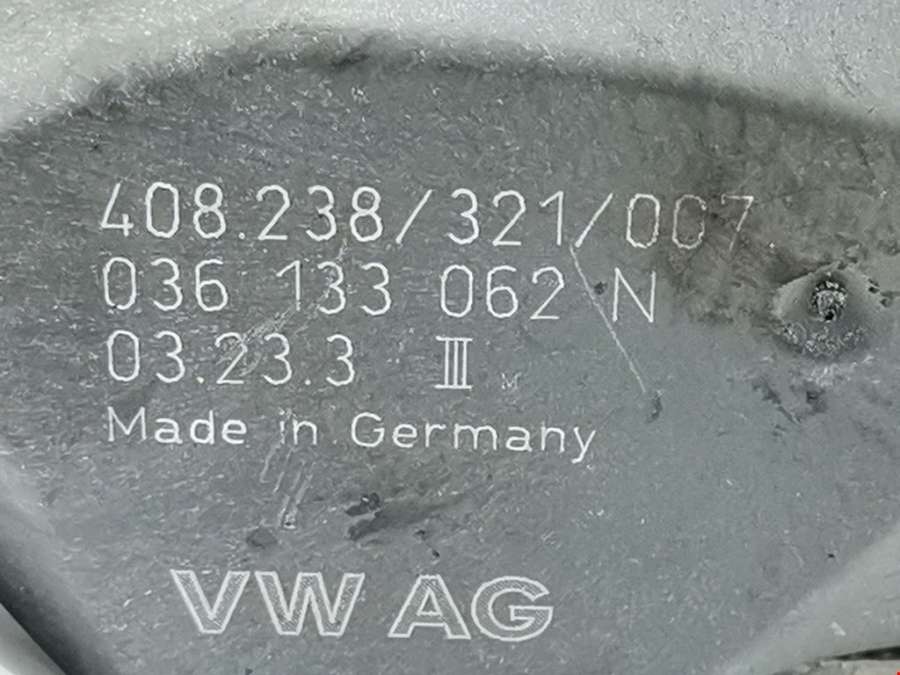 408.238/321/007
036 133 062 N
03.23.3 III M
Made in Germany
VW AG